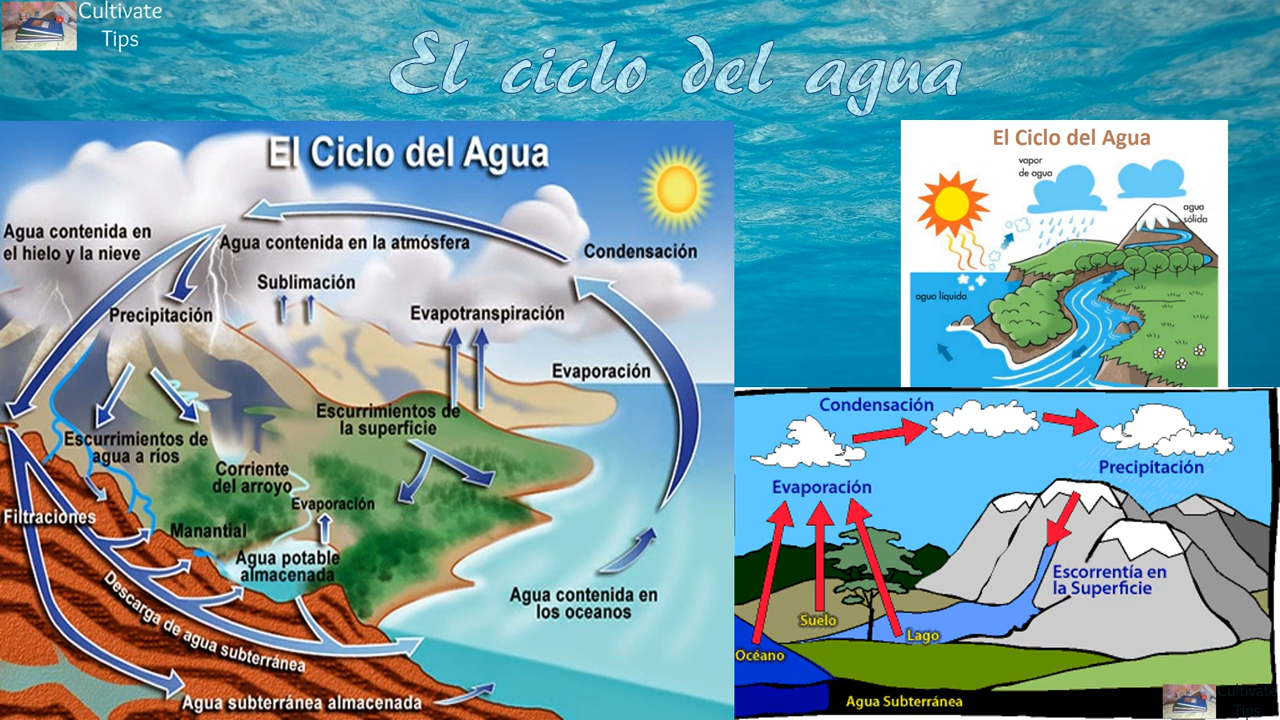 Cultivate
Tips
El ciclo del agua
El Ciclo del Agua
Agua contenida en
el hielo y la nieve
Agua contenida en la atmósfera
Condensación
Sublimación
Precipitación
Evapotranspiración
Evaporación
Escurrimientos de
la superficie
Escurrimientos de
agua a ríos
Corriente
del arroyo
Evaporación
Filtraciones
Manantial
Agua potable
almacenada
Agua contenida en
los oceanos
Descarga de agua subterránea
Agua subterránea almacenada
El Ciclo del Agua
vapor
de agua
agua
sólida
agua líquida
Condensación
Precipitación
Evaporación
Escorrentía en
la Superficie
Suelo
Lago
Océano
Agua Subterránea
Cultivate
Tips